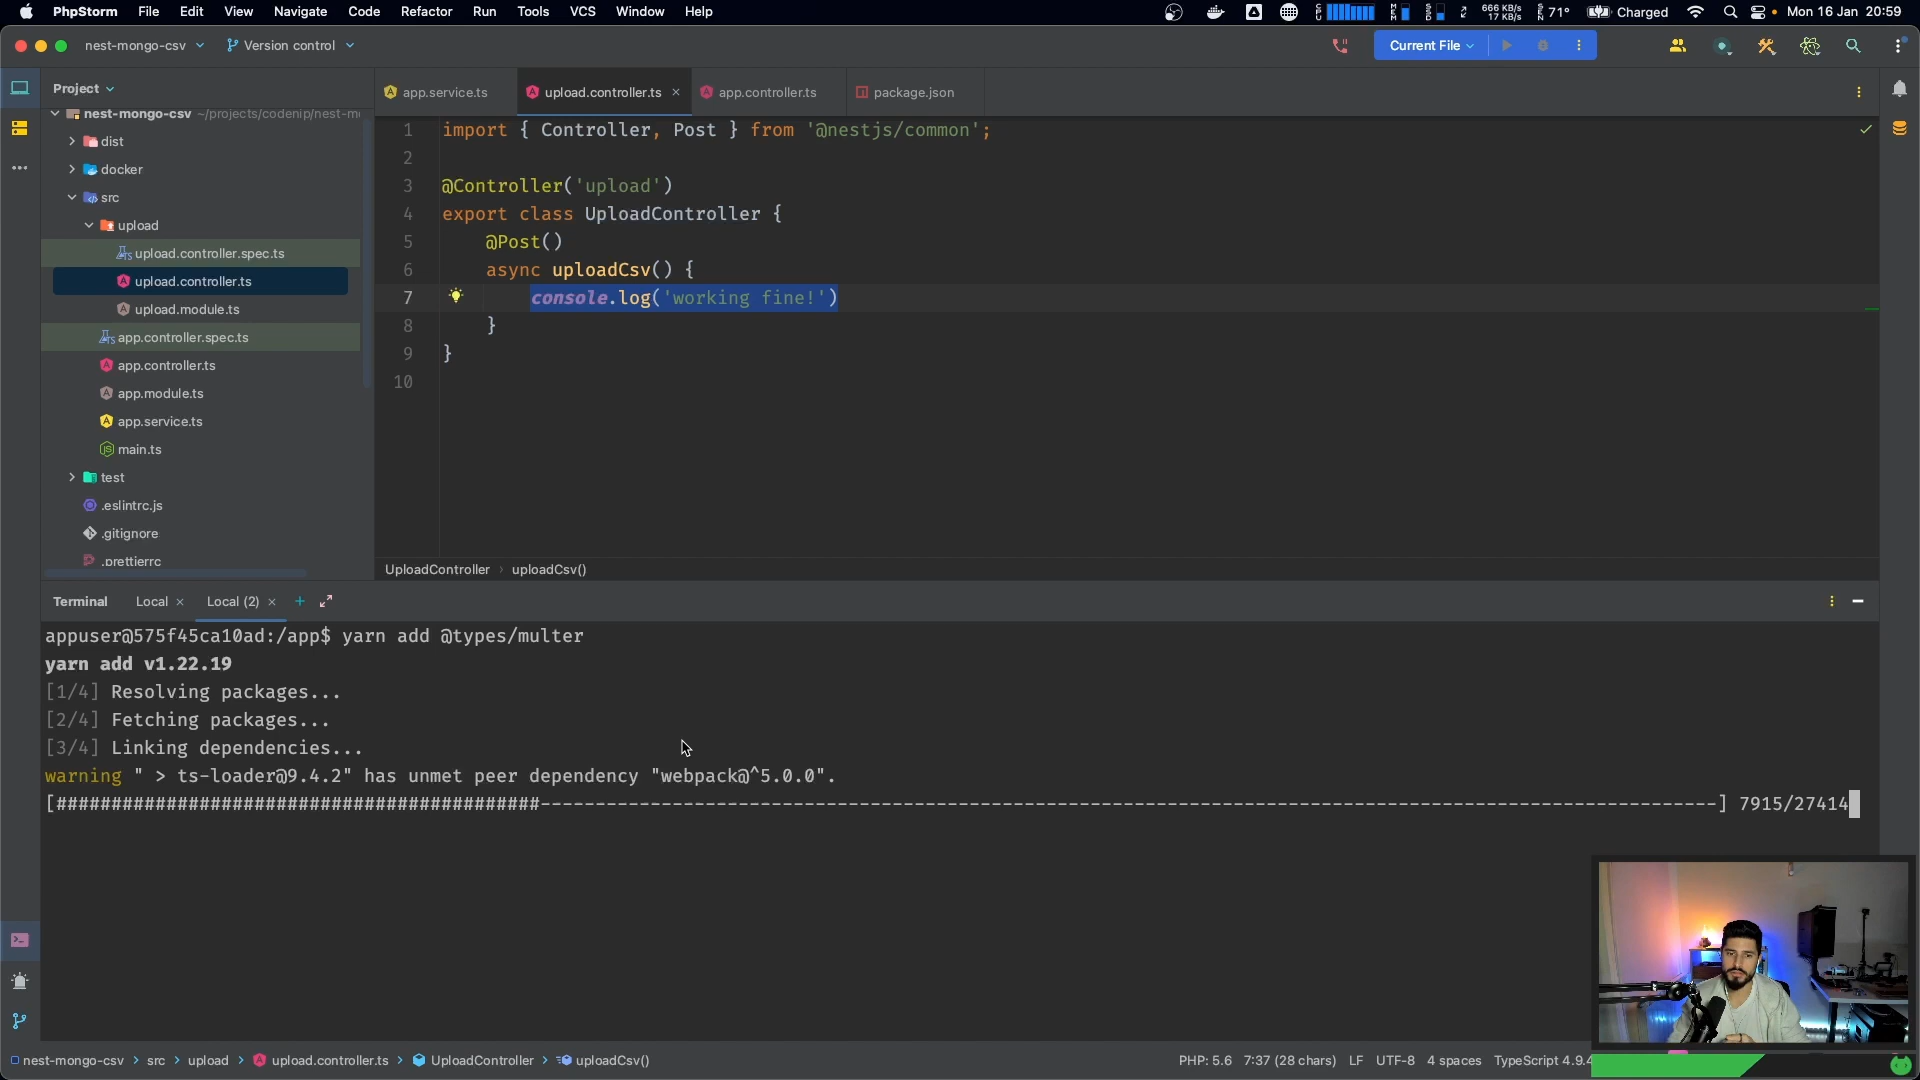 PhpStorm File Edit View Navigate Code Refactor Run Tools VCS Window Help
666 KB/s
17 KB/s
71° Charged Mon 16 Jan 20:59
nest-mongo-csv Version control Current File
Project
app.service.ts upload.controller.ts app.controller.ts package.json
nest-mongo-csv ~/projects/codenip/nest-m
dist
docker
src
upload
upload.controller.spec.ts
upload.controller.ts
upload.module.ts
app.controller.spec.ts
app.controller.ts
app.module.ts
app.service.ts
main.ts
test
.eslintrc.js
.gitignore
.prettierrc
1 import { Controller, Post } from '@nestjs/common';
2
3 @Controller('upload')
4 export class UploadController {
5 @Post()
6 async uploadCsv() {
7 console.log('working fine!')
8 }
9 }
10
UploadController › uploadCsv()
Terminal Local × Local (2) × +
appuser@575f45ca10ad:/app$ yarn add @types/multer
yarn add v1.22.19
[1/4] Resolving packages...
[2/4] Fetching packages...
[3/4] Linking dependencies...
warning " > ts-loader@9.4.2" has unmet peer dependency "webpack@^5.0.0".
[############################################-----------------------------------------------------------------------------------------------------------] 7915/27414
nest-mongo-csv › src › upload › upload.controller.ts › UploadController › uploadCsv()
PHP: 5.6 7:37 (28 chars) LF UTF-8 4 spaces TypeScript 4.9.4